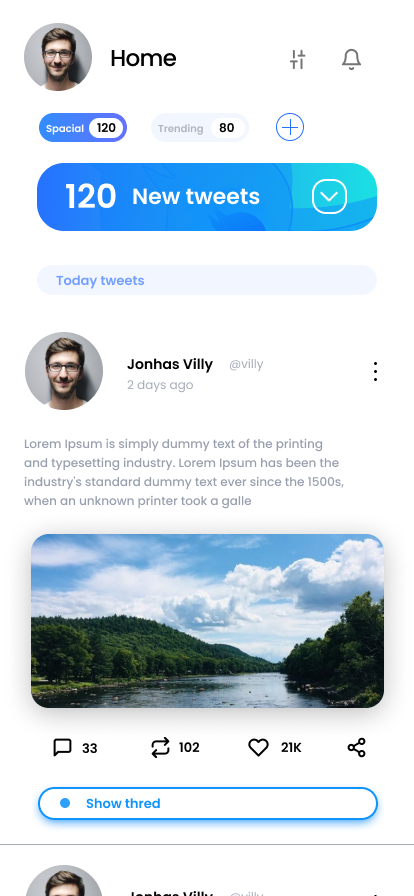 Home
Spacial 120 Trending 80
120 New tweets
Today tweets
Jonhas Villy @villy
2 days ago
Lorem Ipsum is simply dummy text of the printing
and typesetting industry. Lorem Ipsum has been the
industry's standard dummy text ever since the 1500s,
when an unknown printer took a galle
33 102 21K
Show thred